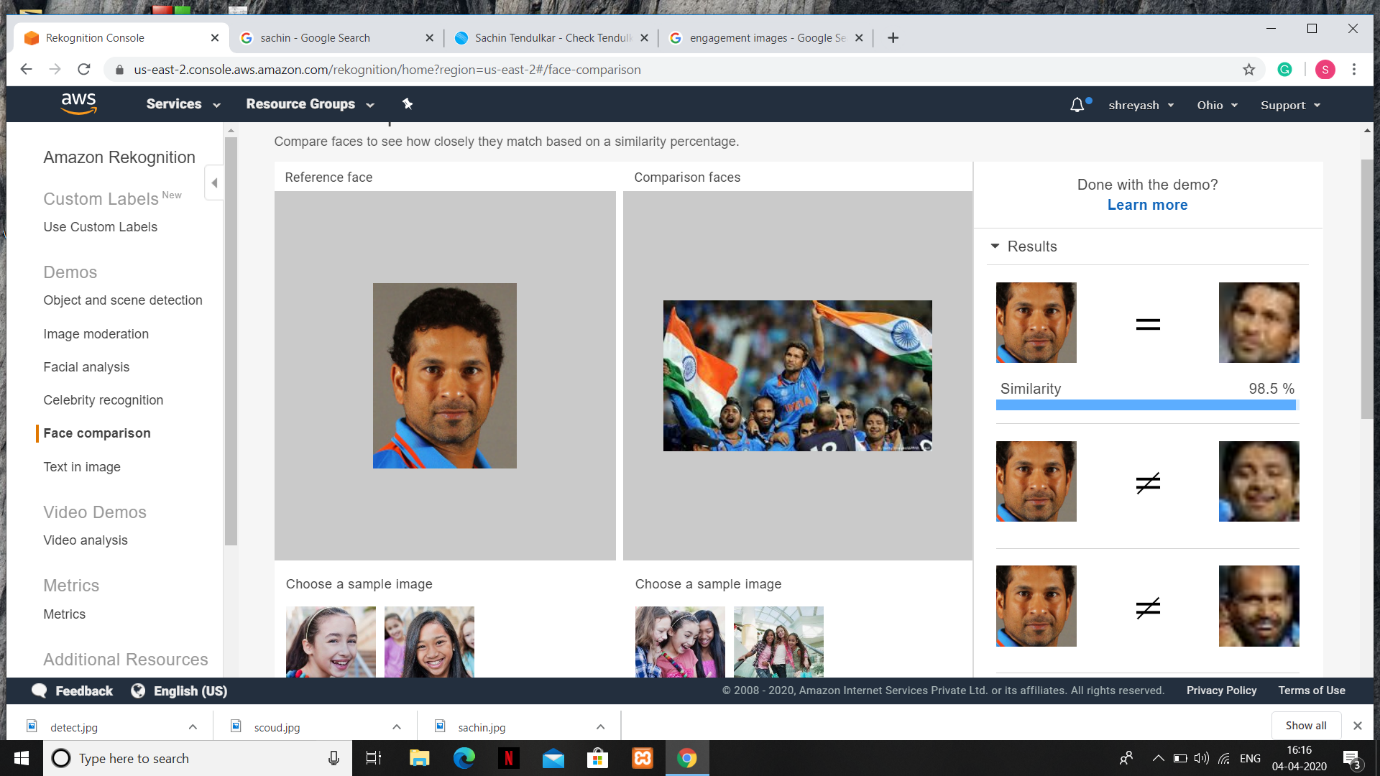 Rekognition Console
sachin - Google Search
Sachin Tendulkar - Check Tendul
engagement images - Google Se
us-east-2.console.aws.amazon.com/rekognition/home?region=us-east-2#/face-comparison
S
aws
Services
Resource Groups
shreyash
Ohio
Support
Amazon Rekognition
Custom Labels New
Use Custom Labels
Demos
Object and scene detection
Image moderation
Facial analysis
Celebrity recognition
Face comparison
Text in image
Video Demos
Video analysis
Metrics
Metrics
Additional Resources
Compare faces to see how closely they match based on a similarity percentage.
Reference face
Comparison faces
INDIA
Choose a sample image
Choose a sample image
Done with the demo?
Learn more
Results
=
Similarity 98.5 %
≠
≠
Feedback
English (US)
© 2008 - 2020, Amazon Internet Services Private Ltd. or its affiliates. All rights reserved.
Privacy Policy
Terms of Use
detect.jpg
scoud.jpg
sachin.jpg
Show all
Type here to search
N
ENG
16:16
04-04-2020
3